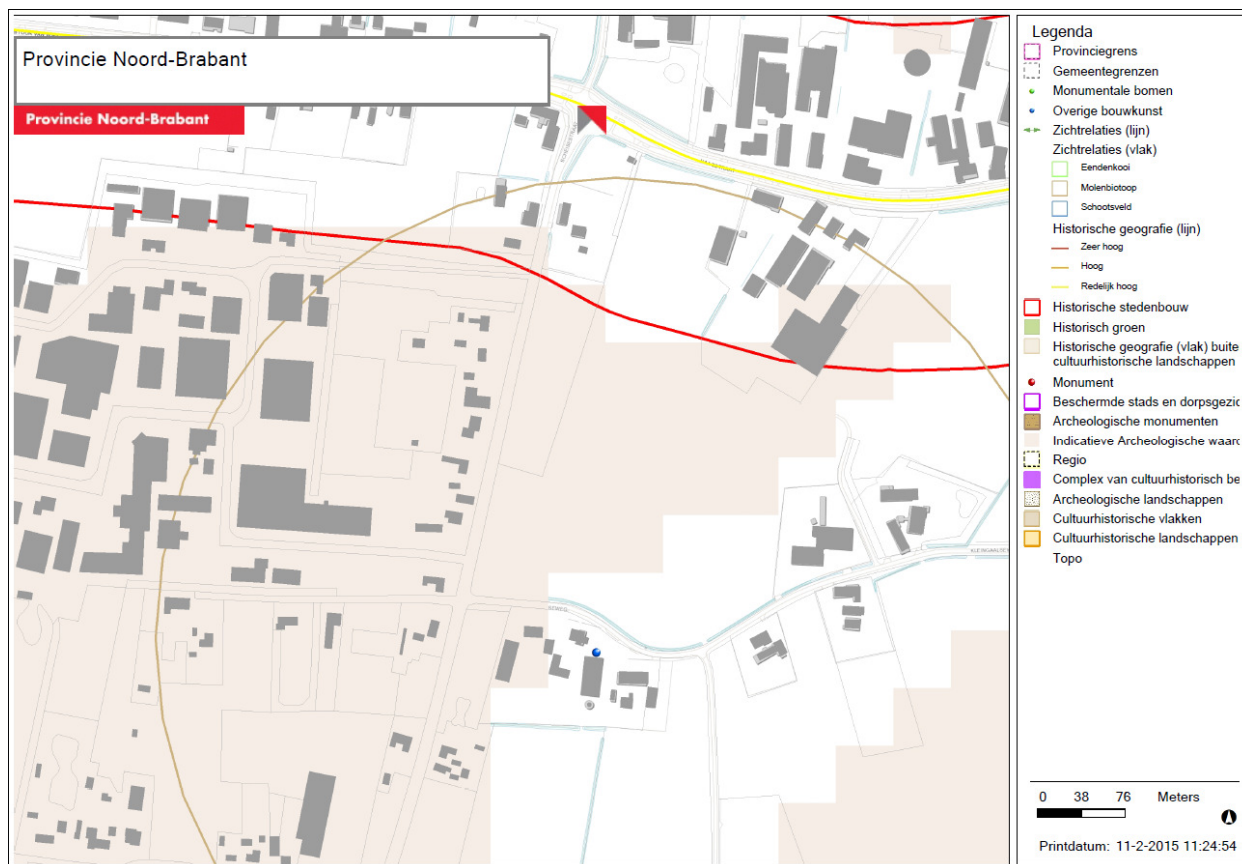 Provincie Noord-Brabant
Provincie Noord-Brabant
Legenda
Provinciegrens
Gemeentegrenzen
Monumentale bomen
Overige bouwkunst
Zichtrelaties (lijn)
Zichtrelaties (vlak)
Eendenkooi
Molenbiotoop
Schootsveld
Historische geografie (lijn)
Zeer hoog
Hoog
Redelijk hoog
Historische stedenbouw
Historisch groen
Historische geografie (vlak) buite
cultuurhistorische landschappen
Monument
Beschermde stads en dorpsgezic
Archeologische monumenten
Indicatieve Archeologische waard
Regio
Complex van cultuurhistorisch be
Archeologische landschappen
Cultuurhistorische vlakken
Cultuurhistorische landschappen
Topo
0 38 76 Meters
Printdatum: 11-2-2015 11:24:54